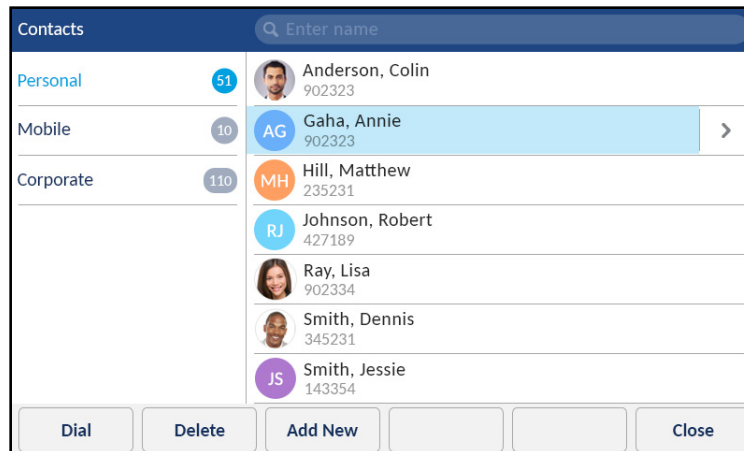 Contacts
Enter name
Personal 51
Mobile 10
Corporate 110
Anderson, Colin
902323
AG
Gaha, Annie
902323
MH
Hill, Matthew
235231
RJ
Johnson, Robert
427189
Ray, Lisa
902334
Smith, Dennis
345231
JS
Smith, Jessie
143354
Dial Delete Add New Close